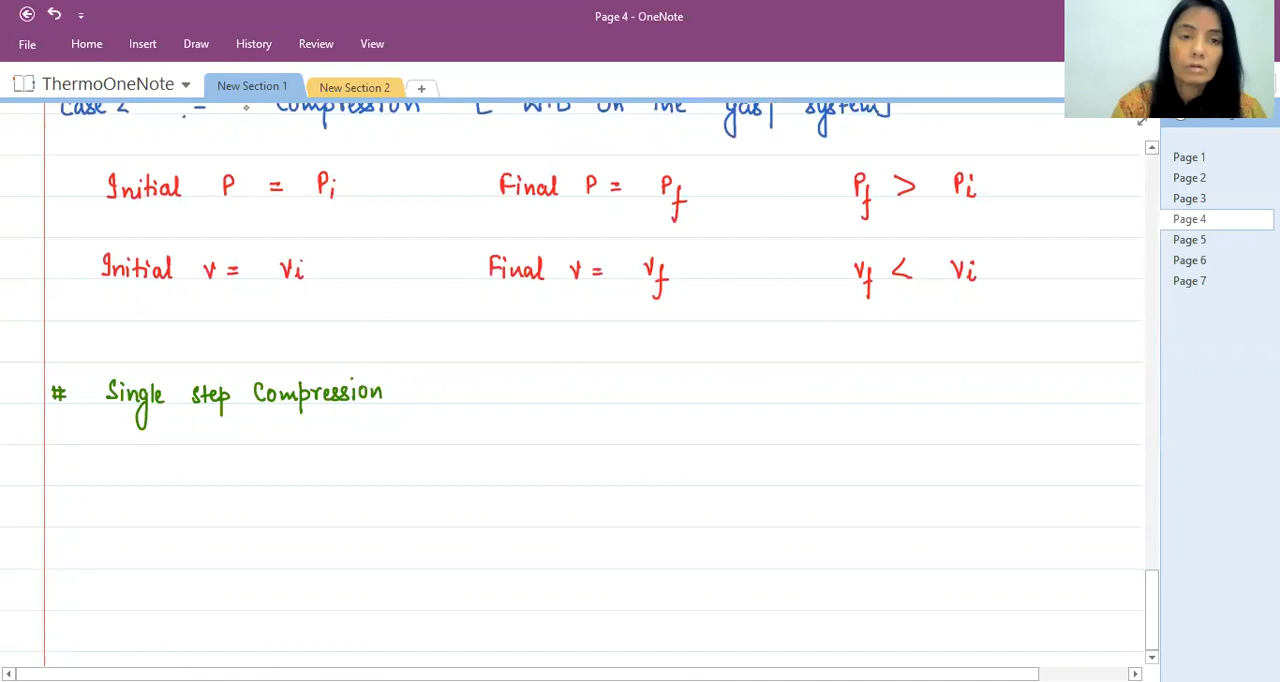 Page 4 - OneNote
File Home Insert Draw History Review View
ThermoOneNote New Section 1 New Section 2 +
Case 2 :- Compression [ W.D on the gas/ system]
Initial P = Pi Final P = Pf Pf > Pi
Initial V = Vi Final V = Vf Vf < Vi
# Single step Compression
Page 1
Page 2
Page 3
Page 4
Page 5
Page 6
Page 7